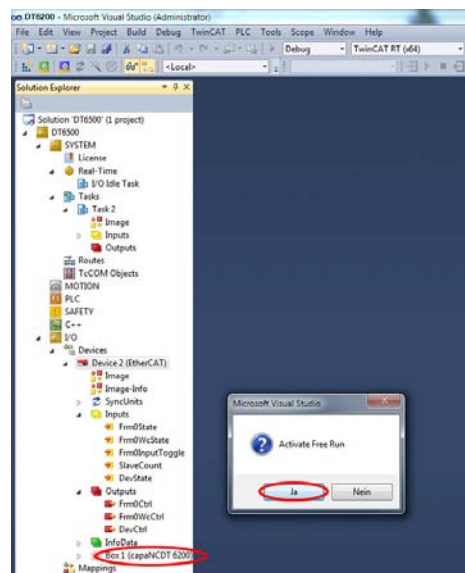 DT6200 - Microsoft Visual Studio (Administrator)
File Edit View Project Build Debug TwinCAT PLC Tools Scope Window Help
Debug TwinCAT RT (x64)
<Local>
Solution Explorer
Solution 'DT6500' (1 project)
DT6500
SYSTEM
License
Real-Time
I/O Idle Task
Tasks
Task 2
Image
Inputs
Outputs
Routes
TcCOM Objects
MOTION
PLC
SAFETY
C++
I/O
Devices
Device 2 (EtherCAT)
Image
Image-Info
SyncUnits
Inputs
Frm0State
Frm0WcState
Frm0InputToggle
SlaveCount
DevState
Outputs
Frm0Ctrl
Frm0WcCtrl
DevCtrl
InfoData
Box 1 (capaNCDT 6200)
Mappings
Microsoft Visual Studio
Activate Free Run
Ja Nein